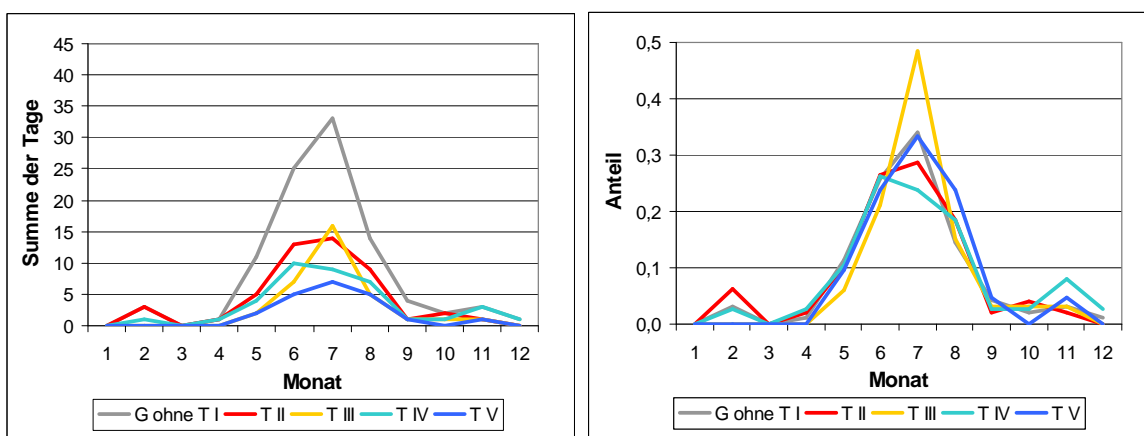 Summe der Tage
45
40
35
30
25
20
15
10
5
0
1 2 3 4 5 6 7 8 9 10 11 12
Monat
G ohne T I T II T III T IV T V
Anteil
0,5
0,4
0,3
0,2
0,1
0,0
1 2 3 4 5 6 7 8 9 10 11 12
Monat
G ohne T I T II T III T IV T V